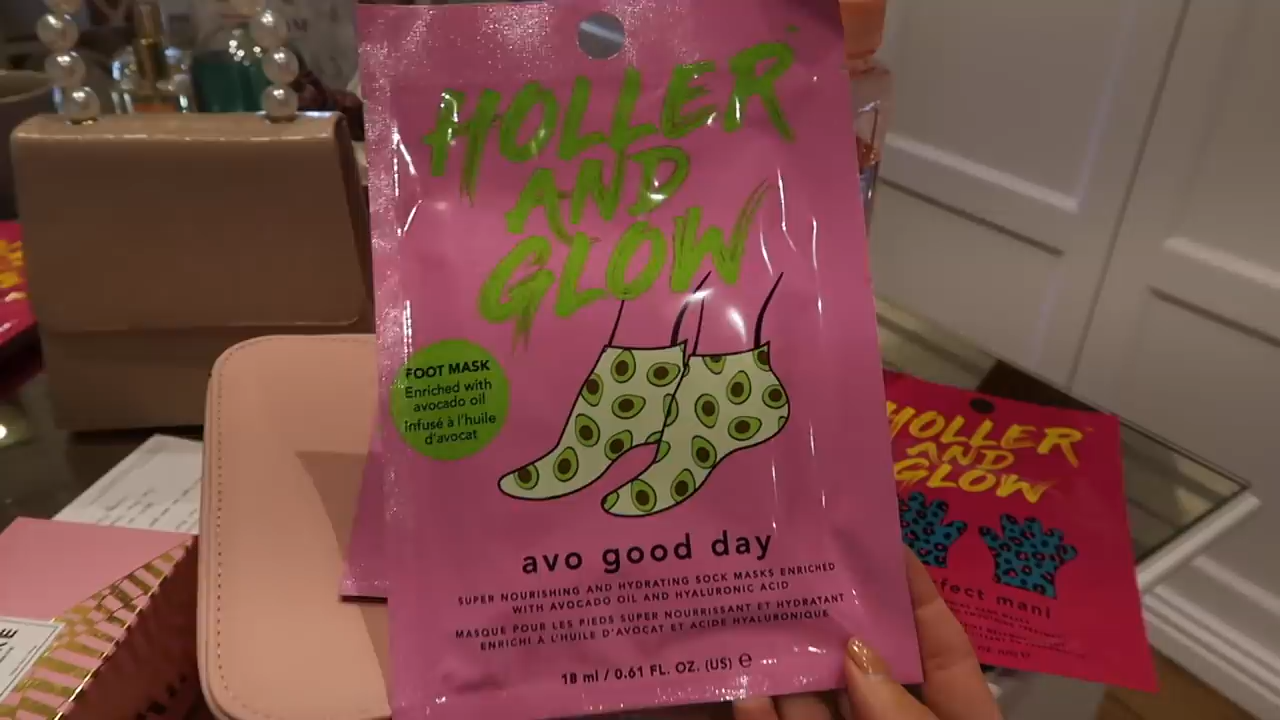 HOLLER
AND
GLOW
FOOT MASK
Enriched with
avocado oil
infusé à l'huile
d'avocat
avo good day
SUPER NOURISHING AND HYDRATING SOCK MASKS ENRICHED
WITH AVOCADO OIL AND HYALURONIC ACID
MASQUE POUR LES PIEDS SUPER NOURRISSANT ET HYDRATANT
ENRICHI À L'HUILE D'AVOCAT ET ACIDE HYALURONIQUE
18 ml / 0.61 FL. OZ. (US) ℮
HOLLER
AND
GLOW
mani